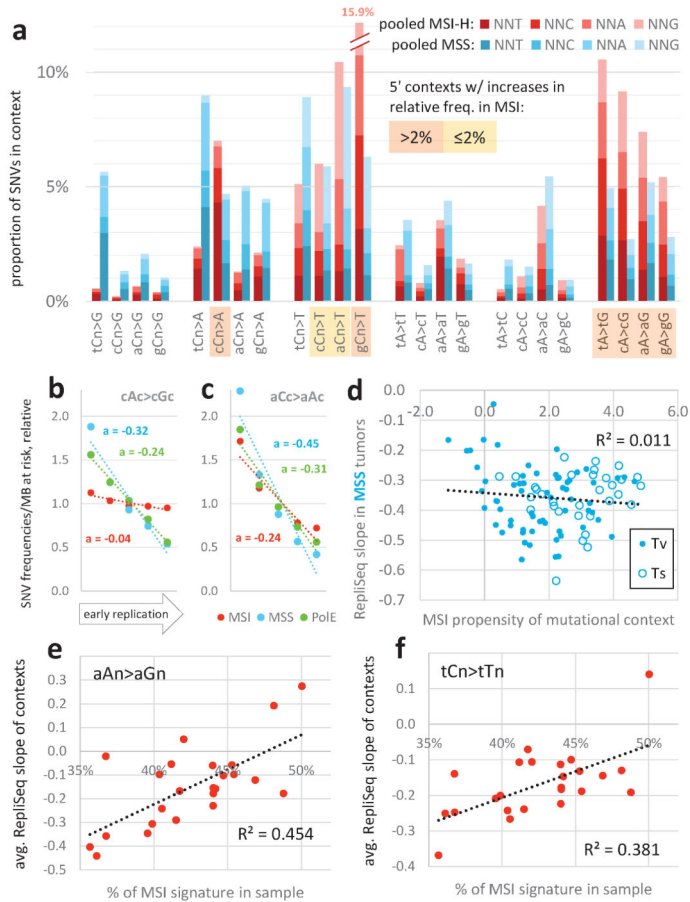 a
15.9%
pooled MSI-H: NNT NNC NNA NNG
pooled MSS: NNT NNC NNA NNG
5' contexts w/ increases in
relative freq. in MSI:
>2% ≤2%
proportion of SNVs in context
10%
5%
0%
tCn>G
cCn>G
aCn>G
gCn>G
tCn>A
cCn>A
aCn>A
gCn>A
tCn>T
cCn>T
aCn>T
gCn>T
tA>tT
cA>cT
aA>aT
gA>gT
tA>tC
cA>cC
aA>aC
gA>gC
tA>tG
cA>cG
aA>aG
gA>gG
b
cAc>cGc
SNV frequencies/MB at risk, relative
2.0
1.5
1.0
0.5
0.0
a = -0.32
a = -0.24
a = -0.04
early replication
c
aCc>aAc
2.0
1.5
1.0
0.5
0.0
a = -0.45
a = -0.31
a = -0.24
MSI MSS PolE
d
RepliSeq slope in MSS tumors
0.0
-0.1
-0.2
-0.3
-0.4
-0.5
-0.6
-0.7
-2.0 0.0 2.0 4.0 6.0
R² = 0.011
Tv
Ts
MSI propensity of mutational context
e
aAn>aGn
avg. RepliSeq slope of contexts
0.3
0.2
0.1
0.0
-0.1
-0.2
-0.3
-0.4
-0.5
35% 40% 45% 50%
R² = 0.454
% of MSI signature in sample
f
tCn>tTn
avg. RepliSeq slope of contexts
0.1
0.0
-0.1
-0.2
-0.3
-0.4
35% 40% 45% 50%
R² = 0.381
% of MSI signature in sample